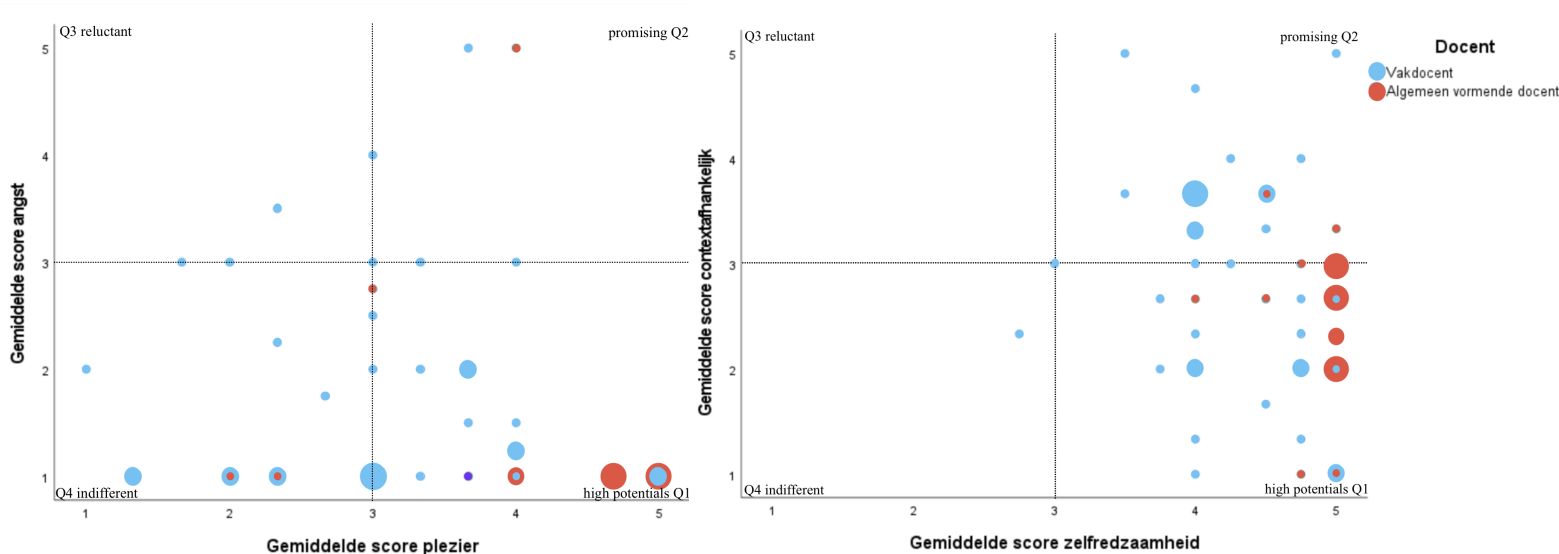 Q3 reluctant
promising Q2
5
4
3
2
1
Gemiddelde score angst
Q4 indifferent
high potentials Q1
1 2 3 4 5
Gemiddelde score plezier
Q3 reluctant
promising Q2
5
4
3
2
1
Gemiddelde score contextafhankelijk
Q4 indifferent
high potentials Q1
1 2 3 4 5
Gemiddelde score zelfredzaamheid
Docent
Vakdocent
Algemeen vormende docent